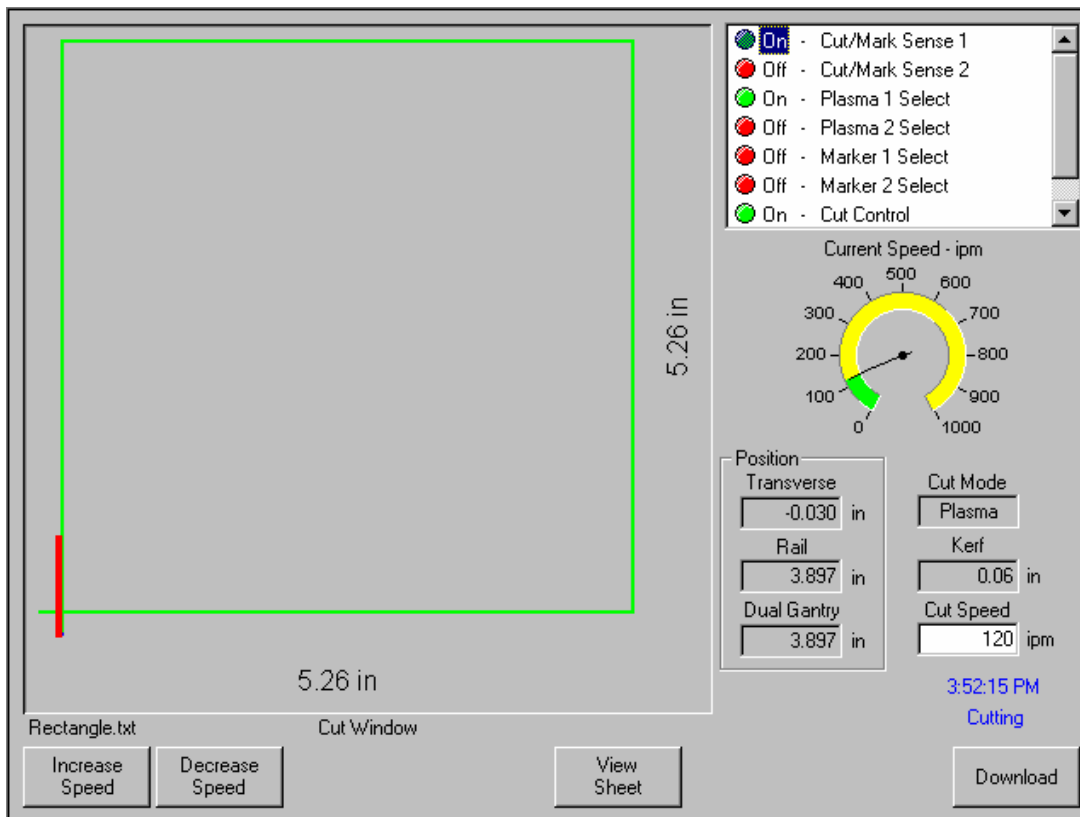 On - Cut/Mark Sense 1
Off - Cut/Mark Sense 2
On - Plasma 1 Select
Off - Plasma 2 Select
Off - Marker 1 Select
Off - Marker 2 Select
On - Cut Control
5.26 in
5.26 in
Current Speed - ipm
0
100
200
300
400
500
600
700
800
900
1000
Position
Transverse
-0.030 in
Rail
3.897 in
Dual Gantry
3.897 in
Cut Mode
Plasma
Kerf
0.06 in
Cut Speed
120 ipm
3:52:15 PM
Cutting
Rectangle.txt
Cut Window
Increase
Speed
Decrease
Speed
View
Sheet
Download